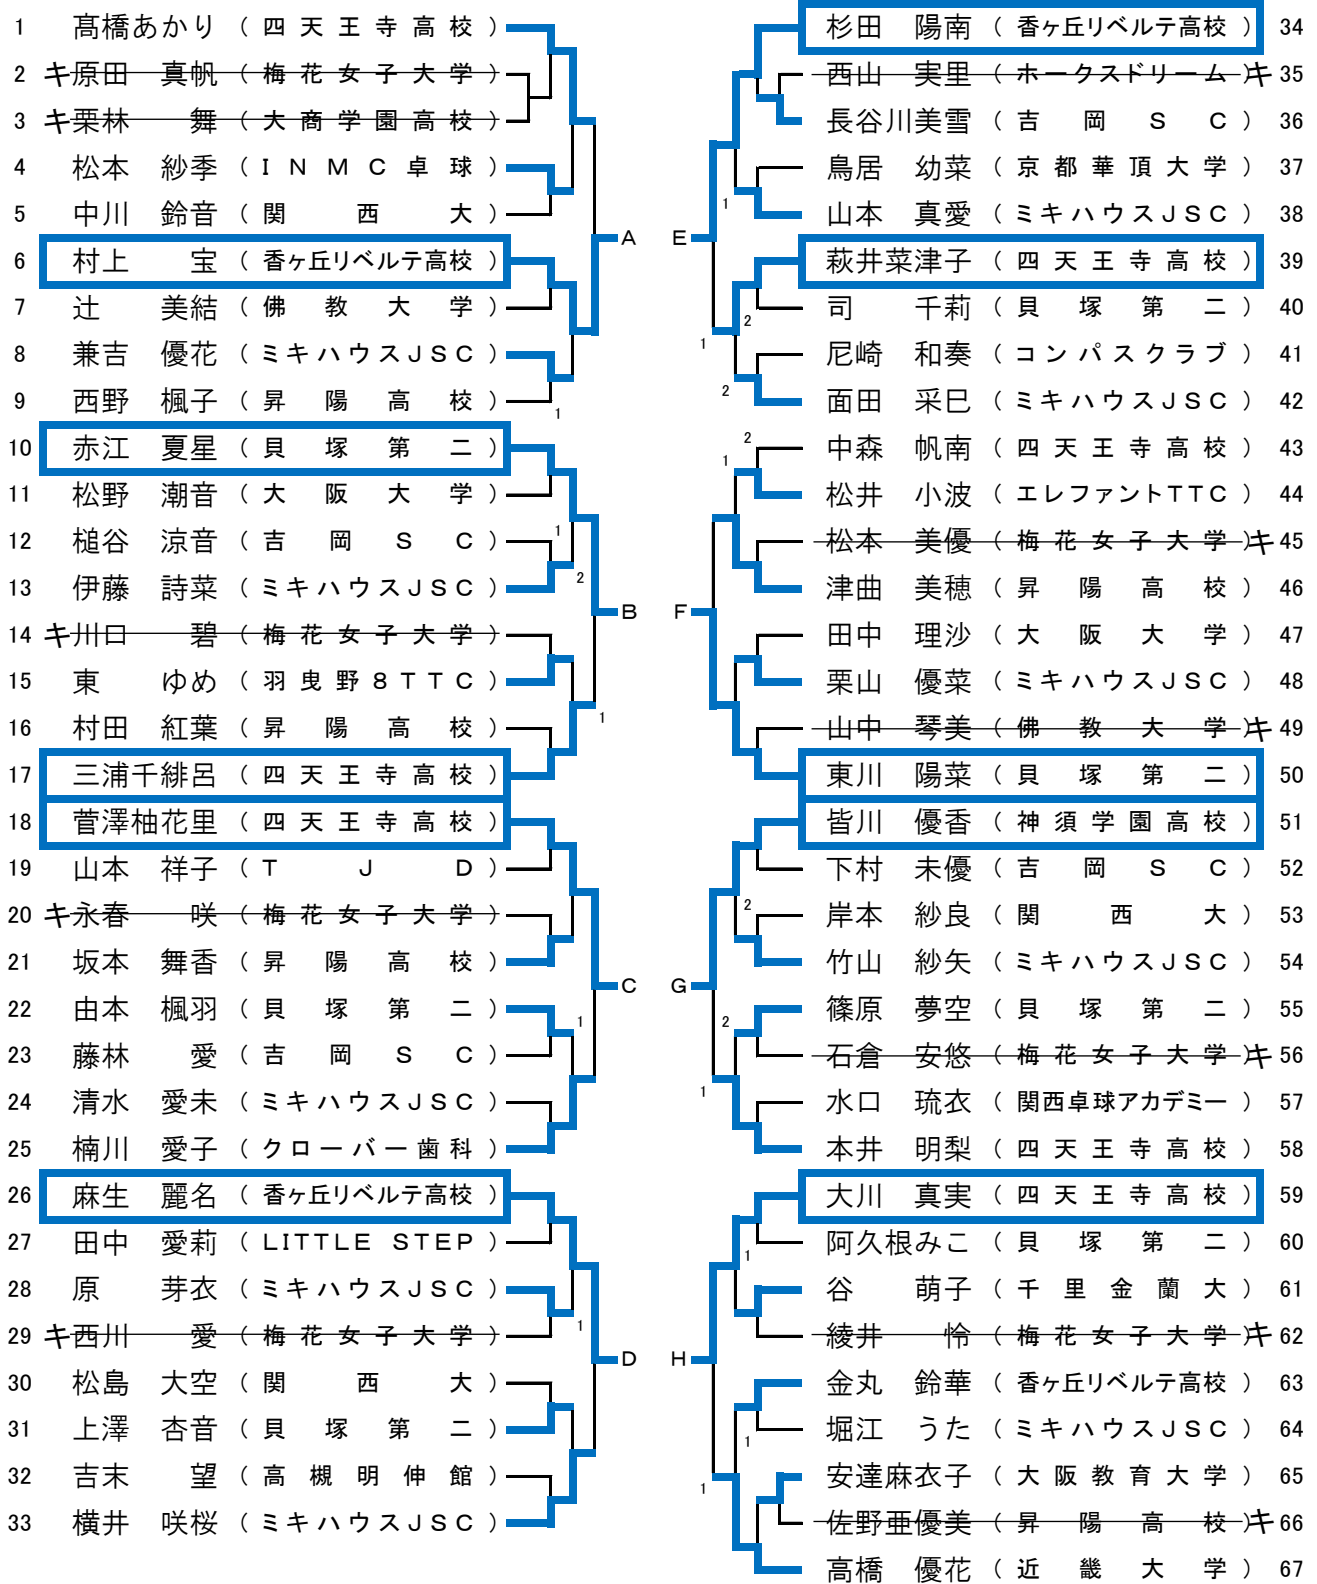 1 髙橋あかり （四天王寺高校）
2 キ原田 真帆 （梅花女子大学）
3 キ栗林 舞 （大商学園高校）
4 松本 紗季 （ＩＮＭＣ卓球）
5 中川 鈴音 （関西大）
6 村上 宝 （香ヶ丘リベルテ高校）
7 辻 美結 （佛教大学）
8 兼吉 優花 （ミキハウスＪＳＣ）
9 西野 楓子 （昇陽高校）
1
A
10 赤江 夏星 （貝塚第二）
11 松野 潮音 （大阪大学）
12 槌谷 涼音 （吉岡ＳＣ）
1
13 伊藤 詩菜 （ミキハウスＪＳＣ）
2
B
14 キ川口 碧 （梅花女子大学）
15 東 ゆめ （羽曳野８ＴＴＣ）
16 村田 紅葉 （昇陽高校）
1
17 三浦千緋呂 （四天王寺高校）
18 菅澤柚花里 （四天王寺高校）
19 山本 祥子 （ＴＪＤ）
20 キ永春 咲 （梅花女子大学）
21 坂本 舞香 （昇陽高校）
C
22 由本 楓羽 （貝塚第二）
1
23 藤林 愛 （吉岡ＳＣ）
24 清水 愛未 （ミキハウスＪＳＣ）
25 楠川 愛子 （クローバー歯科）
26 麻生 麗名 （香ヶ丘リベルテ高校）
27 田中 愛莉 （LITTLE STEP）
28 原 芽衣 （ミキハウスＪＳＣ）
1
29 キ西川 愛 （梅花女子大学）
D
30 松島 大空 （関西大）
31 上澤 杏音 （貝塚第二）
32 吉末 望 （高槻明伸館）
33 横井 咲桜 （ミキハウスＪＳＣ）
杉田 陽南 （香ヶ丘リベルテ高校） 34
西山 実里 （ホークスドリーム）キ 35
長谷川美雪 （吉岡ＳＣ） 36
鳥居 幼菜 （京都華頂大学） 37
1
山本 真愛 （ミキハウスＪＳＣ） 38
E
萩井菜津子 （四天王寺高校） 39
司 千莉 （貝塚第二） 40
2
1
尼崎 和奏 （コンパスクラブ） 41
2
面田 采巳 （ミキハウスＪＳＣ） 42
2
中森 帆南 （四天王寺高校） 43
1
松井 小波 （エレファントＴＴＣ） 44
松本 美優 （梅花女子大学）キ 45
津曲 美穂 （昇陽高校） 46
F
田中 理沙 （大阪大学） 47
栗山 優菜 （ミキハウスＪＳＣ） 48
山中 琴美 （佛教大学）キ 49
東川 陽菜 （貝塚第二） 50
皆川 優香 （神須学園高校） 51
下村 未優 （吉岡ＳＣ） 52
2
岸本 紗良 （関西大） 53
竹山 紗矢 （ミキハウスＪＳＣ） 54
G
篠原 夢空 （貝塚第二） 55
2
石倉 安悠 （梅花女子大学）キ 56
1
水口 琉衣 （関西卓球アカデミー） 57
本井 明梨 （四天王寺高校） 58
大川 真実 （四天王寺高校） 59
阿久根みこ （貝塚第二） 60
1
谷 萌子 （千里金蘭大） 61
綾井 怜 （梅花女子大学）キ 62
H
金丸 鈴華 （香ヶ丘リベルテ高校） 63
堀江 うた （ミキハウスＪＳＣ） 64
1
安達麻衣子 （大阪教育大学） 65
1
佐野亜優美 （昇陽高校）キ 66
高橋 優花 （近畿大学） 67